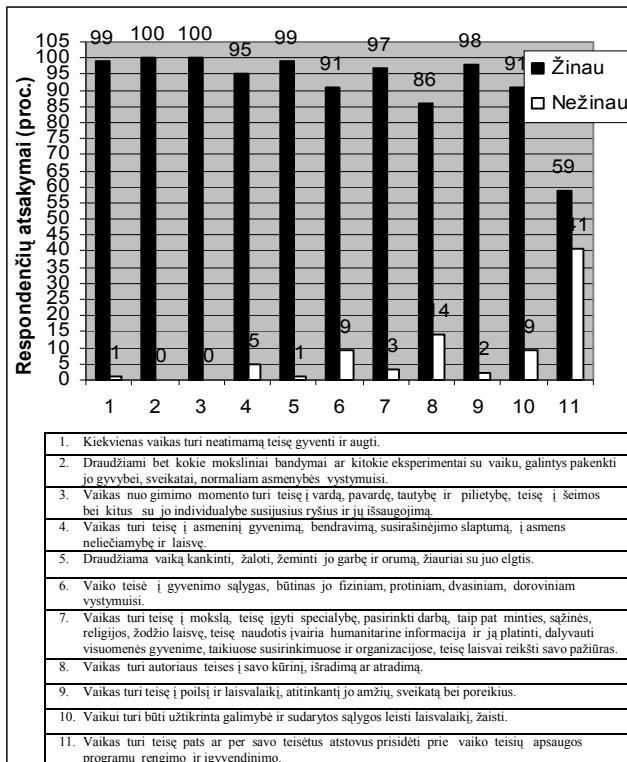 Respondenčių atsakymai (proc.)
105
100
95
90
85
80
75
70
65
60
55
50
45
40
35
30
25
20
15
10
5
0
99 100 100 95 99 91 97 86 98 91 59
1 0 0 5 1 9 3 14 2 9 41
Žinau
Nežinau
1 2 3 4 5 6 7 8 9 10 11
1. Kiekvienas vaikas turi neatimamą teisę gyventi ir augti.
2. Draudžiami bet kokie moksliniai bandymai ar kitokie eksperimentai su vaiku, galintys pakenkti
jo gyvybei, sveikatai, normaliam asmenybės vystymuisi.
3. Vaikas nuo gimimo momento turi teisę į vardą, pavardę, tautybę ir pilietybę, teisę į šeimos
bei kitus su jo individualybe susijusius ryšius ir jų išsaugojimą.
4. Vaikas turi teisę į asmeninį gyvenimą, bendravimą, susirašinėjimo slaptumą, į asmens
neliečiamybę ir laisvę.
5. Draudžiama vaiką kankinti, žaloti, žeminti jo garbę ir orumą, žiauriai su juo elgtis.
6. Vaiko teisė į gyvenimo sąlygas, būtinas jo fiziniam, protiniam, dvasiniam, doroviniam
vystymuisi.
7. Vaikas turi teisę į mokslą, teisę įgyti specialybę, pasirinkti darbą, taip pat minties, sąžinės,
religijos, žodžio laisvę, teisę naudotis įvairia humanitarine informacija ir ją platinti, dalyvauti
visuomenės gyvenime, taikiuose susirinkimuose ir organizacijose, teisę laisvai reikšti savo pažiūras.
8. Vaikas turi autoriaus teises į savo kūrinį, išradimą ar atradimą.
9. Vaikas turi teisę į poilsį ir laisvalaikį, atitinkantį jo amžių, sveikatą bei poreikius.
10. Vaikui turi būti užtikrinta galimybė ir sudarytos sąlygos leisti laisvalaikį, žaisti.
11. Vaikas turi teisę pats ar per savo teisėtus atstovus prisidėti prie vaiko teisių apsaugos
programų rengimo ir įgyvendinimo.